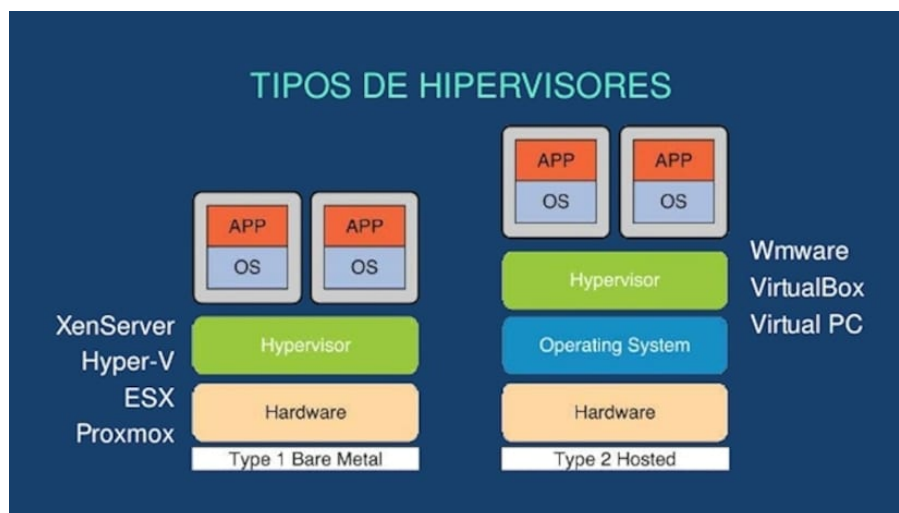 TIPOS DE HIPERVISORES
APP
OS
APP
OS
Hypervisor
Hardware
Type 1 Bare Metal
XenServer
Hyper-V
ESX
Proxmox
APP
OS
APP
OS
Hypervisor
Operating System
Hardware
Type 2 Hosted
Wmware
VirtualBox
Virtual PC